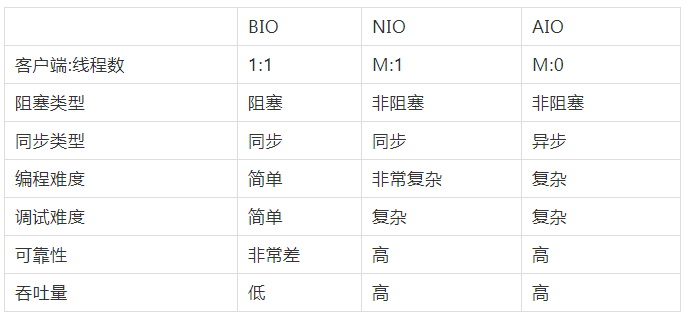 BIO NIO AIO
客户端:线程数 1:1 M:1 M:0
阻塞类型 阻塞 非阻塞 非阻塞
同步类型 同步 同步 异步
编程难度 简单 非常复杂 复杂
调试难度 简单 复杂 复杂
可靠性 非常差 高 高
吞吐量 低 高 高